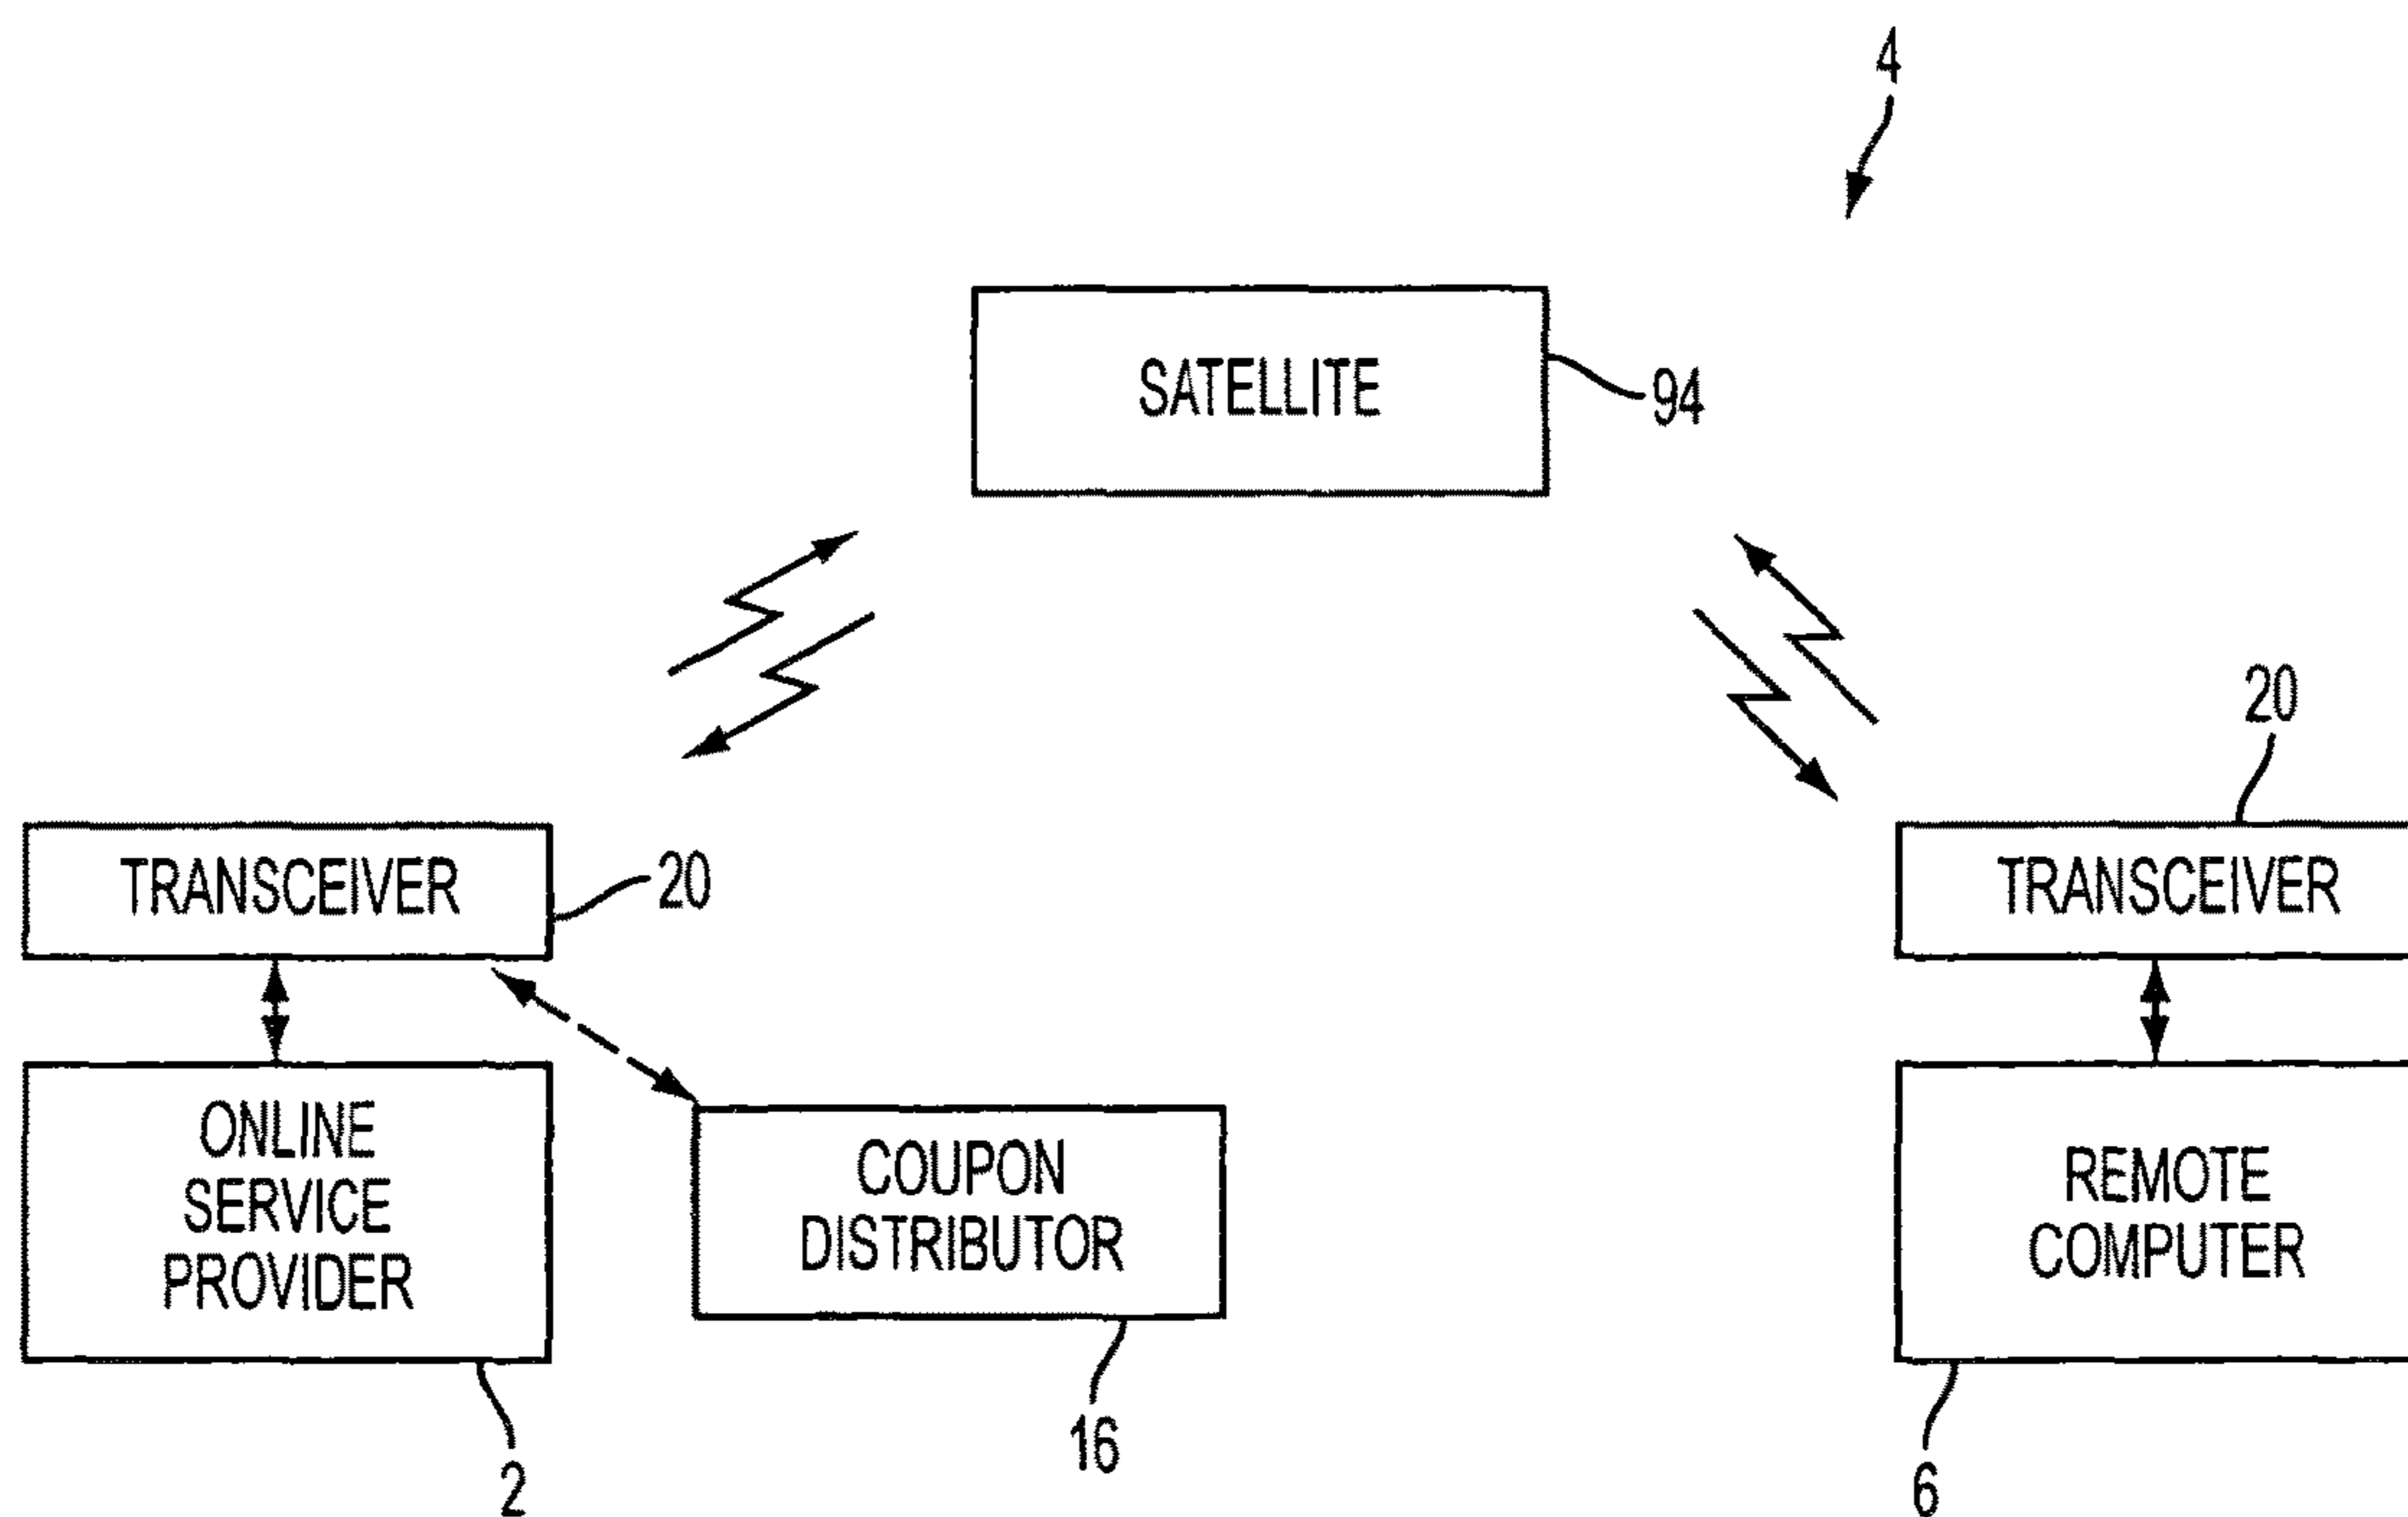 4
SATELLITE
94
20
TRANSCEIVER
20
TRANSCEIVER
ONLINE
SERVICE
PROVIDER
COUPON
DISTRIBUTOR
REMOTE
COMPUTER
16
2
6